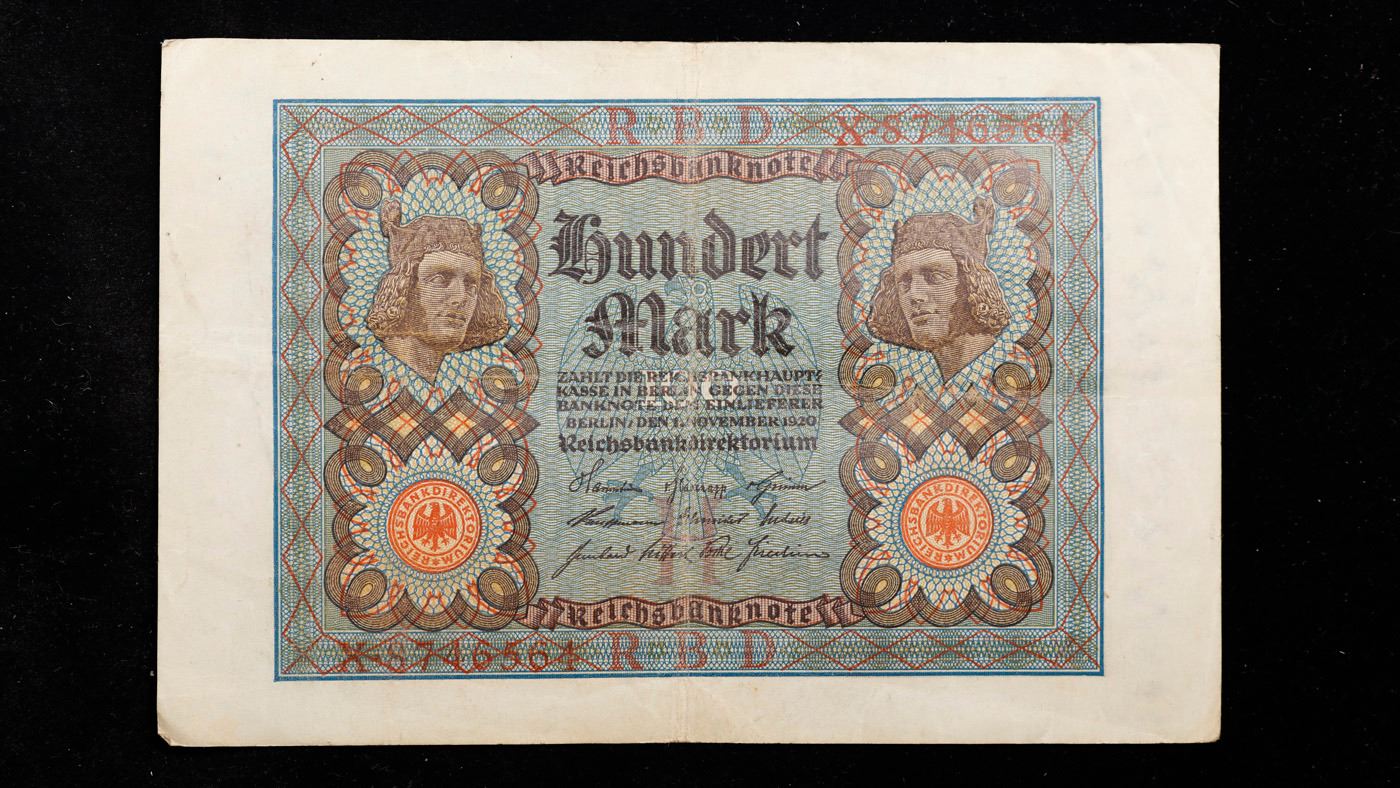 R B D X·8746564
Reichsbanknote
Hundert
Mark
ZAHLT DIE REICHSBANKHAUPT⸗
KASSE IN BERLIN GEGEN DIESE
BANKNOTE DEM EINLIEFERER
BERLIN, DEN 1. NOVEMBER 1920
Reichsbankdirektorium
REICHSBANKDIREKTORIUM
REICHSBANKDIREKTORIUM
Reichsbanknote
X·8746564 R B D